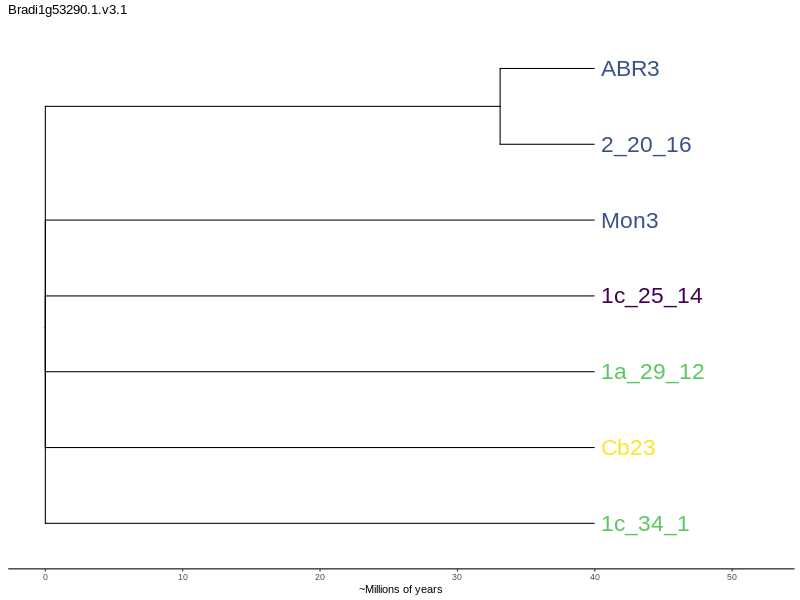 Bradi1g53290.1.v3.1
ABR3
2_20_16
Mon3
1c_25_14
1a_29_12
Cb23
1c_34_1
0 10 20 30 40 50
~Millions of years